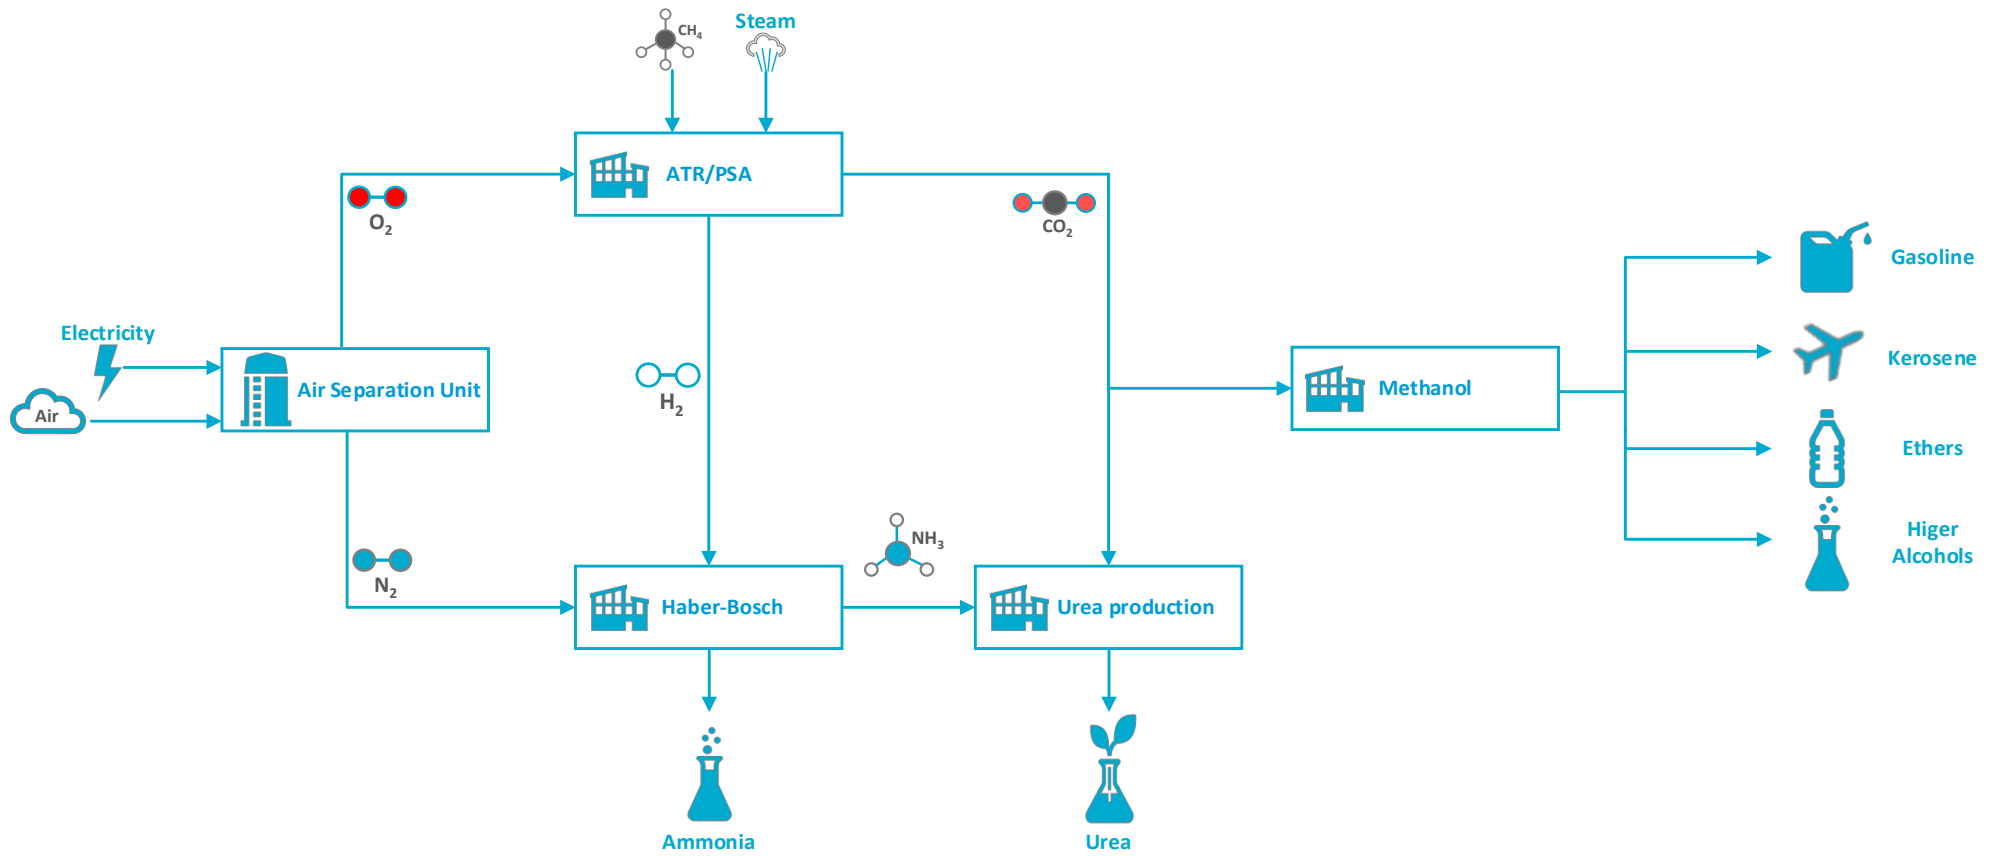 Steam
CH₄
ATR/PSA
O₂
CO₂
Gasoline
Electricity
Kerosene
Air Separation Unit
Methanol
Air
H₂
Ethers
NH₃
Higer
Alcohols
N₂
Haber-Bosch
Urea production
Ammonia
Urea